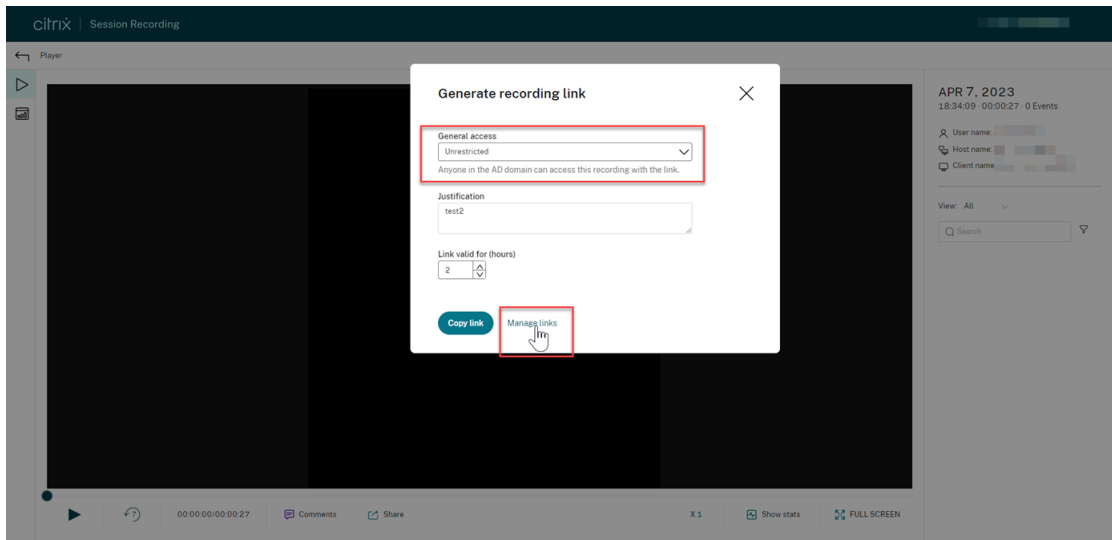 citrix | Session Recording
Player
Generate recording link
General access
Unrestricted
Anyone in the AD domain can access this recording with the link.
Justification
test2
Link valid for (hours)
2
Copy link
Manage links
APR 7, 2023
18:34:09 · 00:00:27 · 0 Events
User name:
Host name:
Client name
View: All
Search
7
00:00:00/00:00:27
Comments
Share
X 1
Show stats
FULL SCREEN